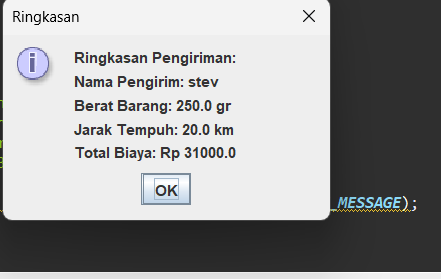 Ringkasan
Ringkasan Pengiriman:
Nama Pengirim: stev
Berat Barang: 250.0 gr
Jarak Tempuh: 20.0 km
Total Biaya: Rp 31000.0
OK
_MESSAGE);